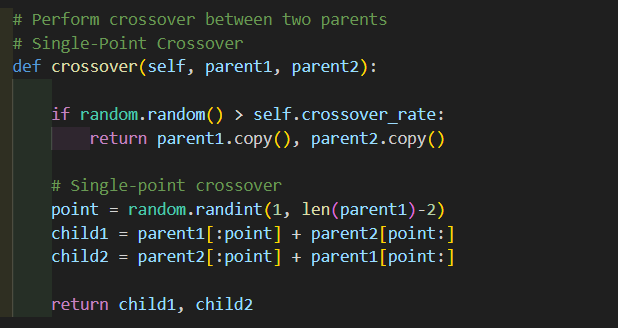 # Perform crossover between two parents
# Single-Point Crossover
def crossover(self, parent1, parent2):
if random.random() > self.crossover_rate:
return parent1.copy(), parent2.copy()
# Single-point crossover
point = random.randint(1, len(parent1)-2)
child1 = parent1[:point] + parent2[point:]
child2 = parent2[:point] + parent1[point:]
return child1, child2